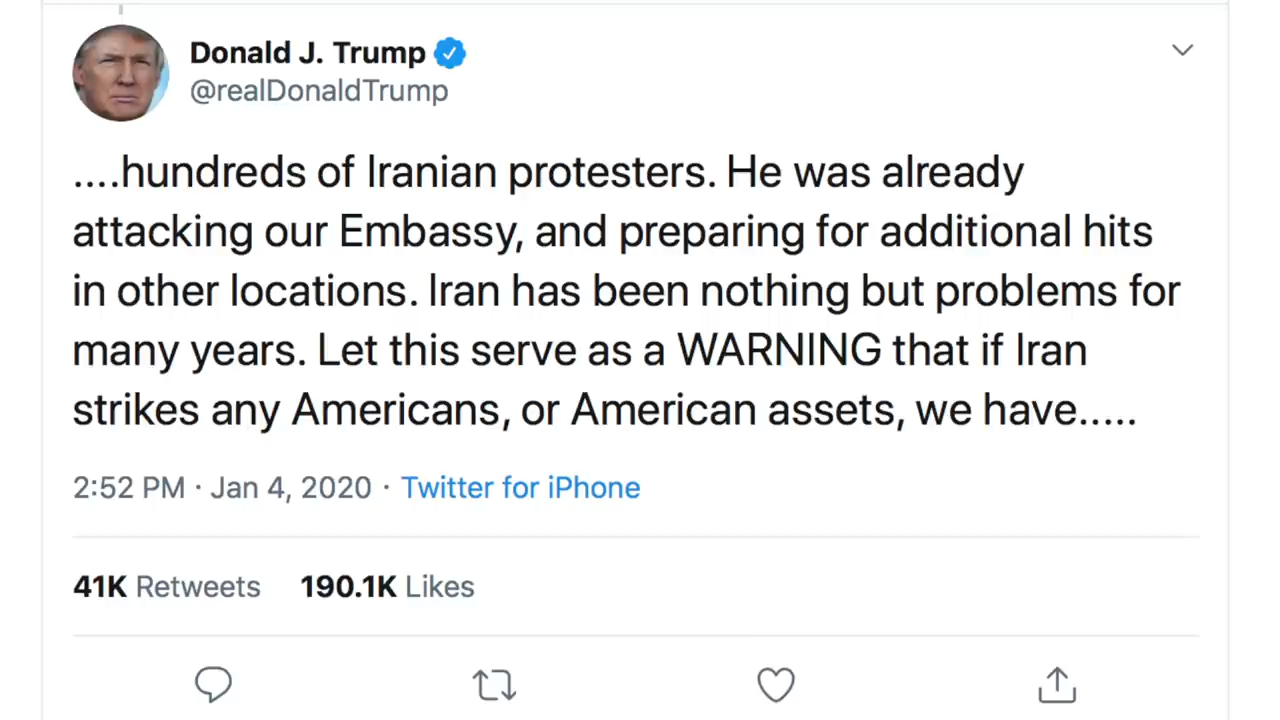 Donald J. Trump
@realDonaldTrump
....hundreds of Iranian protesters. He was already
attacking our Embassy, and preparing for additional hits
in other locations. Iran has been nothing but problems for
many years. Let this serve as a WARNING that if Iran
strikes any Americans, or American assets, we have.....
2:52 PM · Jan 4, 2020 · Twitter for iPhone
41K Retweets 190.1K Likes